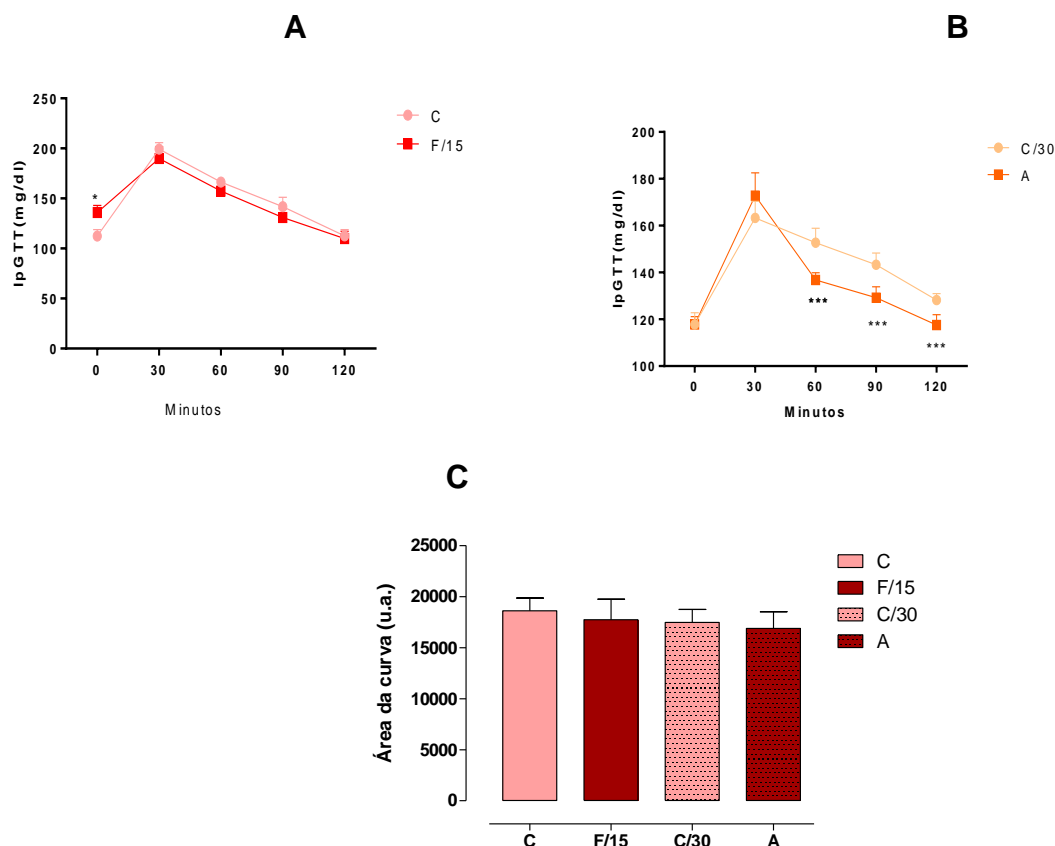 A
250
200
150
100
50
0
IpGTT(mg/dl)
*
0 30 60 90 120
Minutos
C
F/15
B
200
180
160
140
120
100
IpGTT(mg/dl)
***
***
***
0 30 60 90 120
Minutos
C/30
A
C
25000
20000
15000
10000
5000
0
Área da curva (u.a.)
C F/15 C/30 A
C
F/15
C/30
A